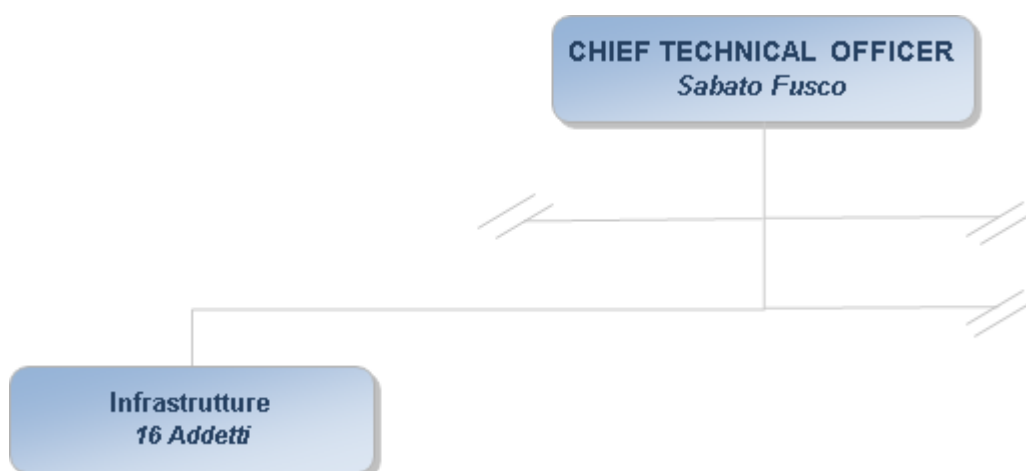 CHIEF TECHNICAL OFFICER
Sabato Fusco
Infrastrutture
16 Addetti